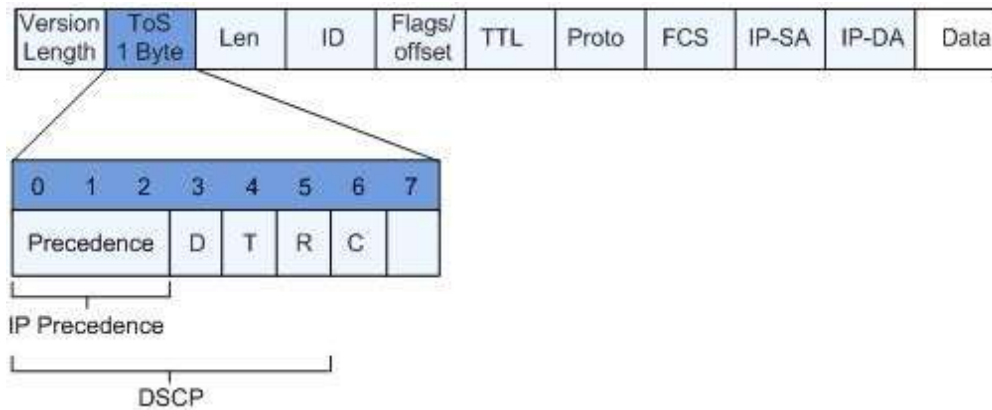 Version Length ToS 1 Byte Len ID Flags/ offset TTL Proto FCS IP-SA IP-DA Data
0 1 2 3 4 5 6 7
Precedence D T R C
IP Precedence
DSCP